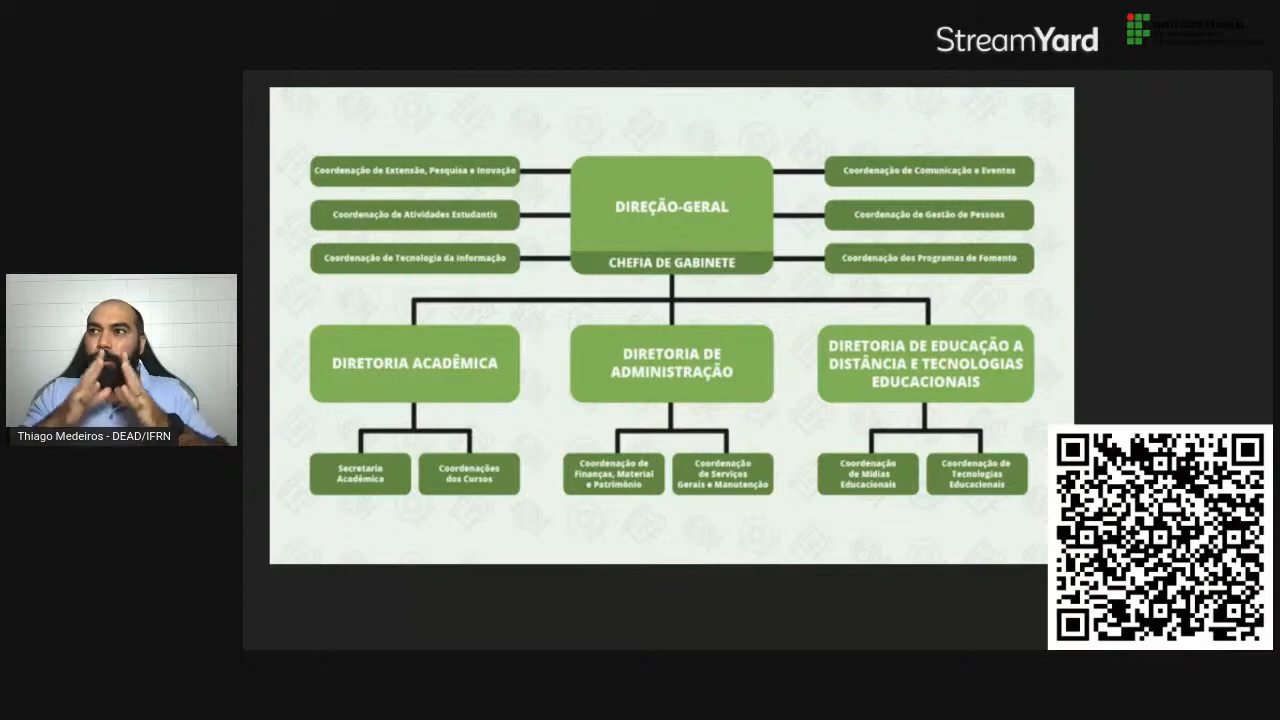 StreamYard
Coordenação de Extensão, Pesquisa e Inovação
Coordenação de Atividades Estudantis
Coordenação de Tecnologia da Informação
DIREÇÃO-GERAL
CHEFIA DE GABINETE
Coordenação de Comunicação e Eventos
Coordenação de Gestão de Pessoas
Coordenação dos Programas de Fomento
DIRETORIA ACADÊMICA
DIRETORIA DE
ADMINISTRAÇÃO
DIRETORIA DE EDUCAÇÃO A
DISTÂNCIA E TECNOLOGIAS
EDUCACIONAIS
Secretaria
Acadêmica
Coordenações
dos Cursos
Coordenação de
Finanças, Material
e Patrimônio
Coordenação
de Serviços
Gerais e Manutenção
Coordenação
de Mídias
Educacionais
Coordenação de
Tecnologias
Educacionais
Thiago Medeiros - DEAD/IFRN